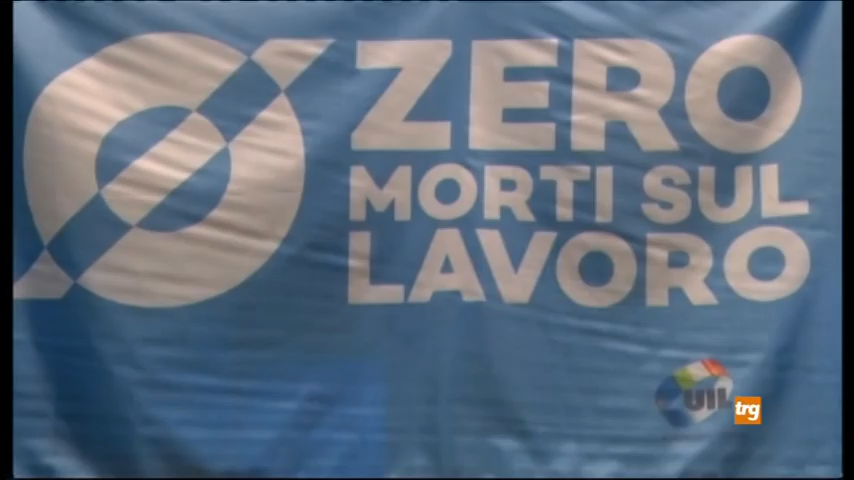 ZERO
MORTI SUL
LAVORO
UIL
trg